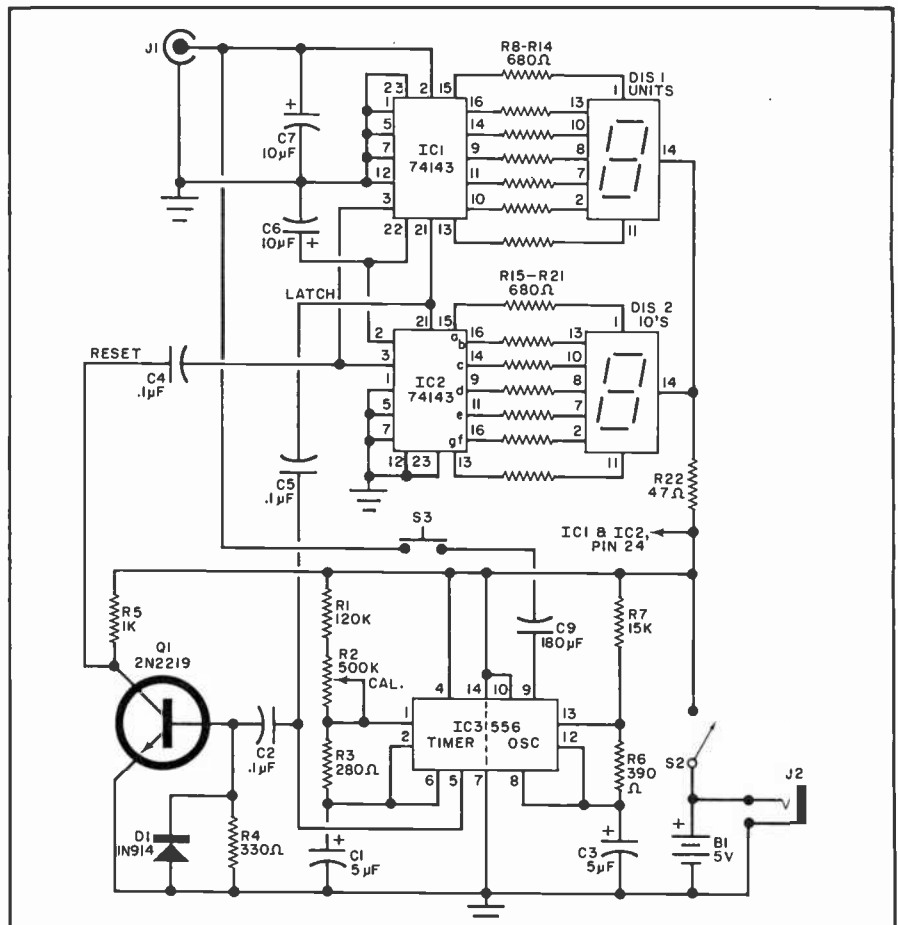 J1
R8-R14
680Ω
DIS 1
UNITS
23
2
15
1
1
16
13
5
14
10
14
+
IC1
7
74143
9
8
C7
10μF
12
11
7
3
10
2
22
21
13
11
C6
10μF
+
R15-R21
680Ω
LATCH
DIS 2
10'S
21
15
1
2
a
b
16
13
RESET
3
c
14
10
14
C4
.1μF
1
IC2
74143
d
9
8
5
e
11
7
7
gf
16
2
12
23
13
11
C5
.1μF
R22
47Ω
S3
IC1 & IC2,
PIN 24
R5
1K
R1
120K
R7
15K
C9
180μF
Q1
2N2219
R2
500K
CAL.
4
14
10
9
1
IC3 556
13
2
TIMER
OSC
12
C2
.1μF
R3
280Ω
6
5
7
8
R6
390
Ω
S2
J2
D1
1N914
R4
330Ω
+
C1
5μF
+
C3
5μF
+
B1
5V